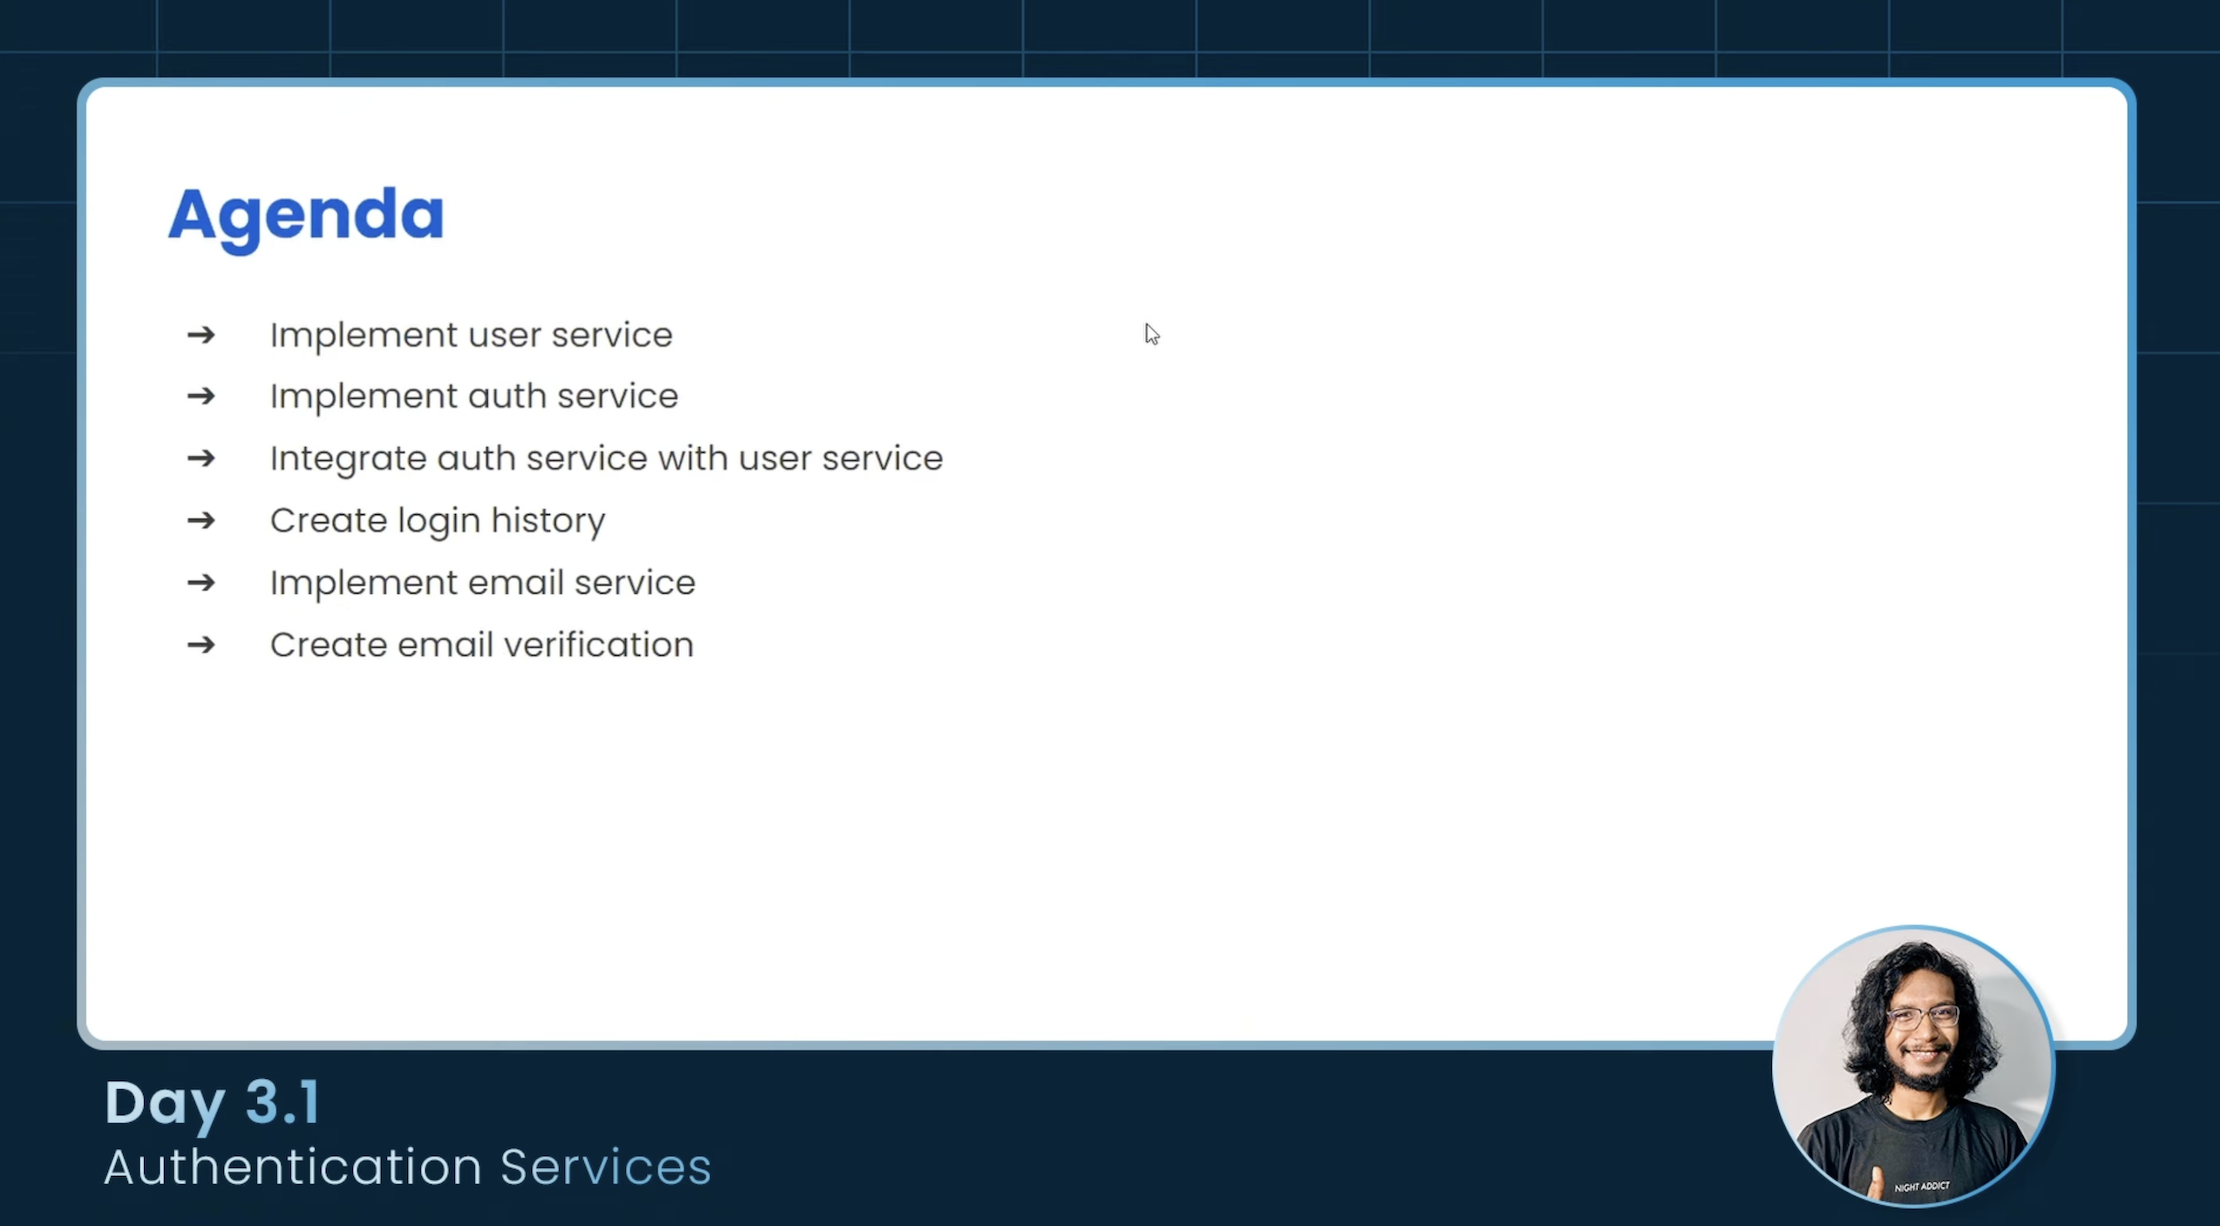 Agenda
➔ Implement user service
➔ Implement auth service
➔ Integrate auth service with user service
➔ Create login history
➔ Implement email service
➔ Create email verification
Day 3.1
Authentication Services
NIGHT ADDICT